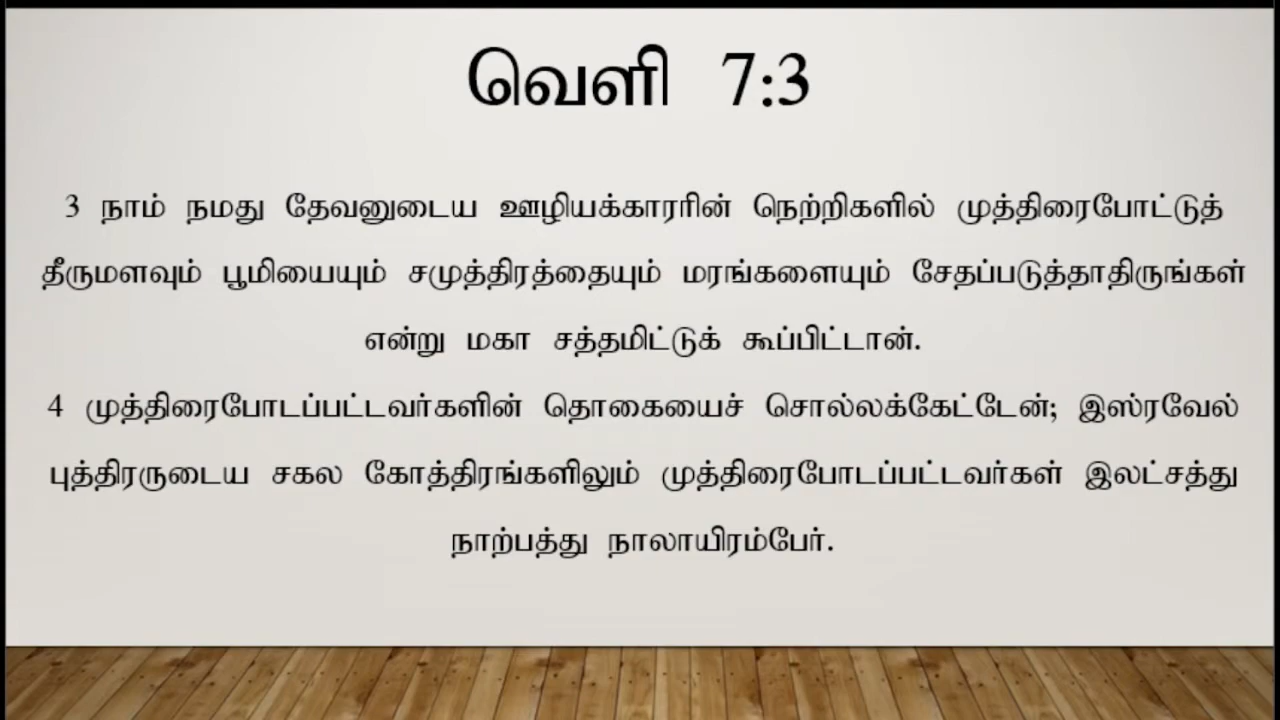 வெளி 7:3
3 நாம் நமது தேவனுடைய ஊழியக்காரரின் நெற்றிகளில் முத்திரைபோட்டுத்
தீருமளவும் பூமியையும் சமுத்திரத்தையும் மரங்களையும் சேதப்படுத்தாதிருங்கள்
என்று மகா சத்தமிட்டுக் கூப்பிட்டான்.
4 முத்திரைபோடப்பட்டவர்களின் தொகையைச் சொல்லக்கேட்டேன்; இஸ்ரவேல்
புத்திரருடைய சகல கோத்திரங்களிலும் முத்திரைபோடப்பட்டவர்கள் இலட்சத்து
நாற்பத்து நாலாயிரம்பேர்.